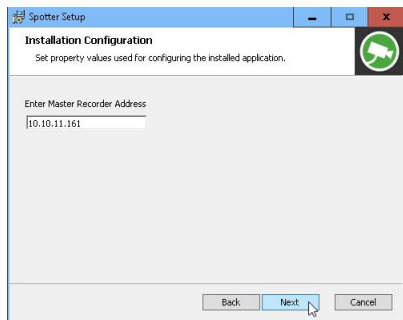 Spotter Setup
Installation Configuration
Set property values used for configuring the installed application.
Enter Master Recorder Address
10.10.11.161
Back Next Cancel